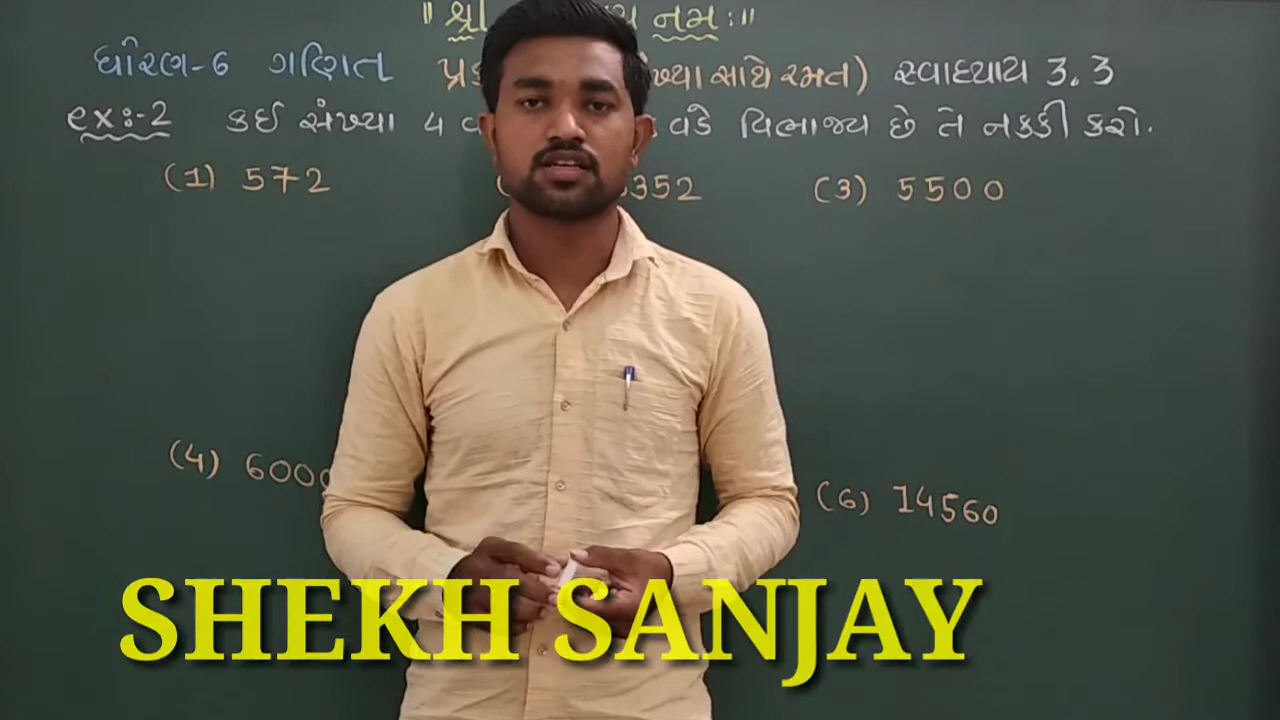 ॥ શ્રી નમઃ ॥
ધોરણ-6 ગણિત સાથે રમત) સ્વાધ્યાય 3.3
ex:-2 કઈ સંખ્યા 4 વડે વિભાજ્ય છે તે નક્કી કરો.
(1) 572 352 (3) 5500
(4) 6000 (6) 14560
SHEKH SANJAY